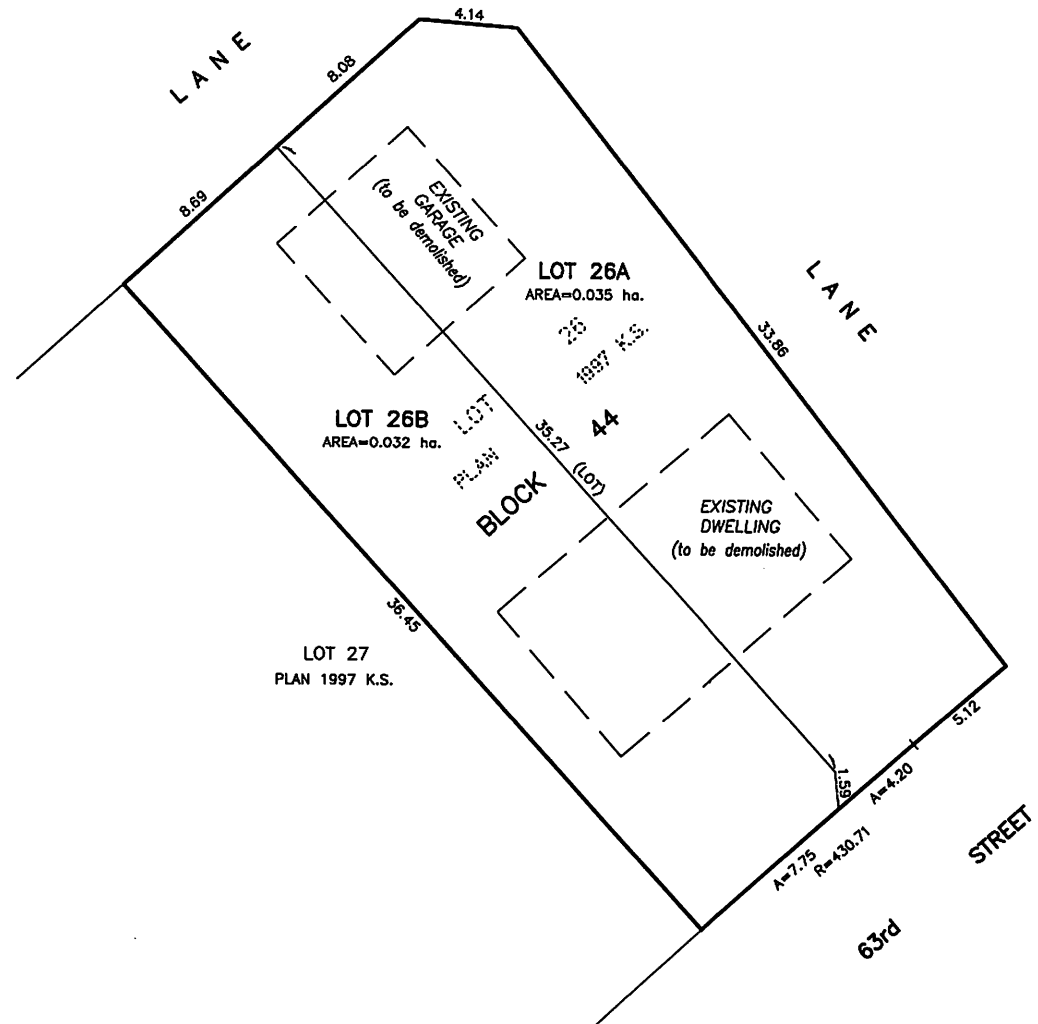 4.14
LANE
8.08
8.69
EXISTING
GARAGE
(to be demolished)
LOT 26A
AREA=0.035 ha.
LANE
26
1997 K.S.
33.86
LOT 26B
AREA=0.032 ha.
LOT
PLAN
44
BLOCK
35.27 (LOT)
EXISTING
DWELLING
(to be demolished)
36.45
LOT 27
PLAN 1997 K.S.
5.12
1.59
A=4.20
A=7.75
R=430.71
STREET
63rd